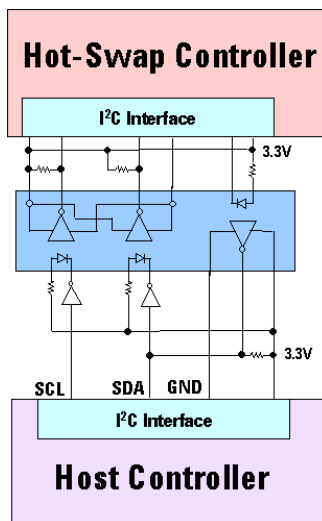 Hot-Swap Controller
I²C Interface
3.3V
3.3V
SCL SDA GND
I²C Interface
Host Controller